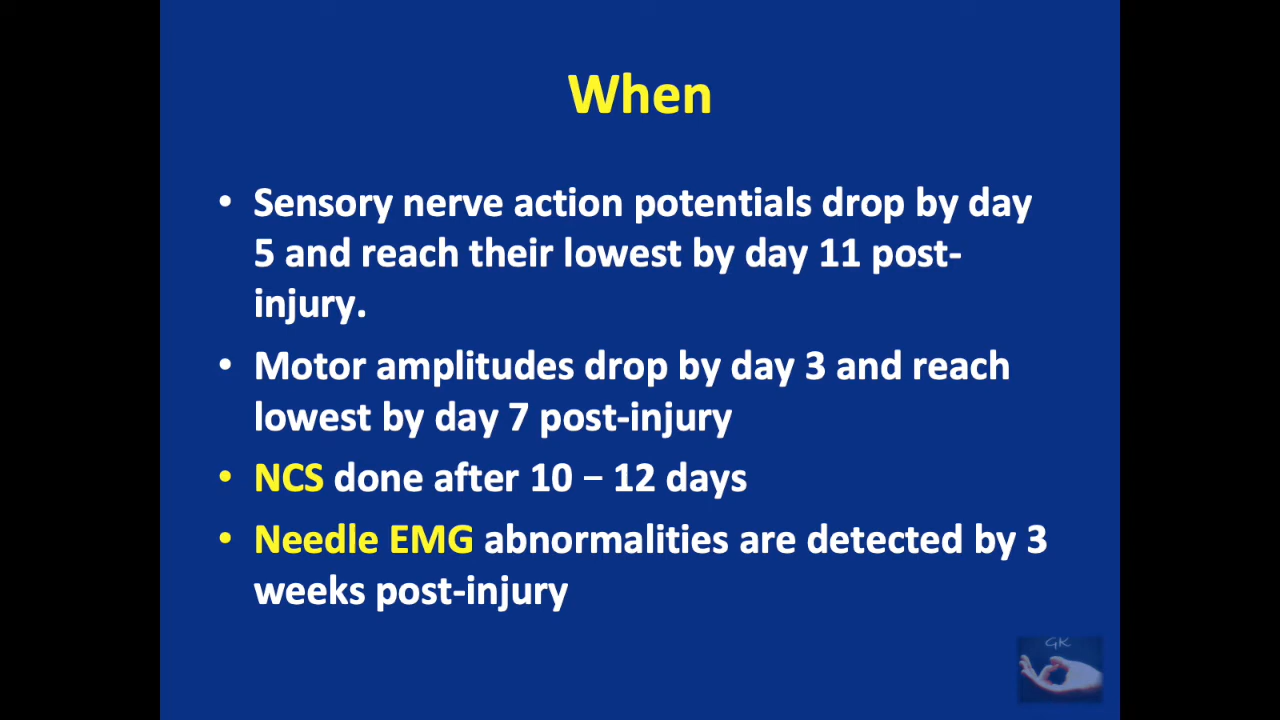 When
• Sensory nerve action potentials drop by day
5 and reach their lowest by day 11 post-
injury.
• Motor amplitudes drop by day 3 and reach
lowest by day 7 post-injury
• NCS done after 10 – 12 days
• Needle EMG abnormalities are detected by 3
weeks post-injury
GK